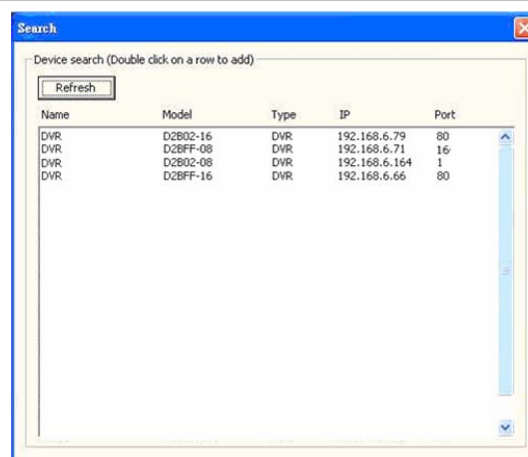 Search
Device search (Double click on a row to add)
Refresh
Name Model Type IP Port
DVR D2B02-16 DVR 192.168.6.79 80
DVR D2BFF-08 DVR 192.168.6.71 16
DVR D2B02-08 DVR 192.168.6.164 1
DVR D2BFF-16 DVR 192.168.6.66 80